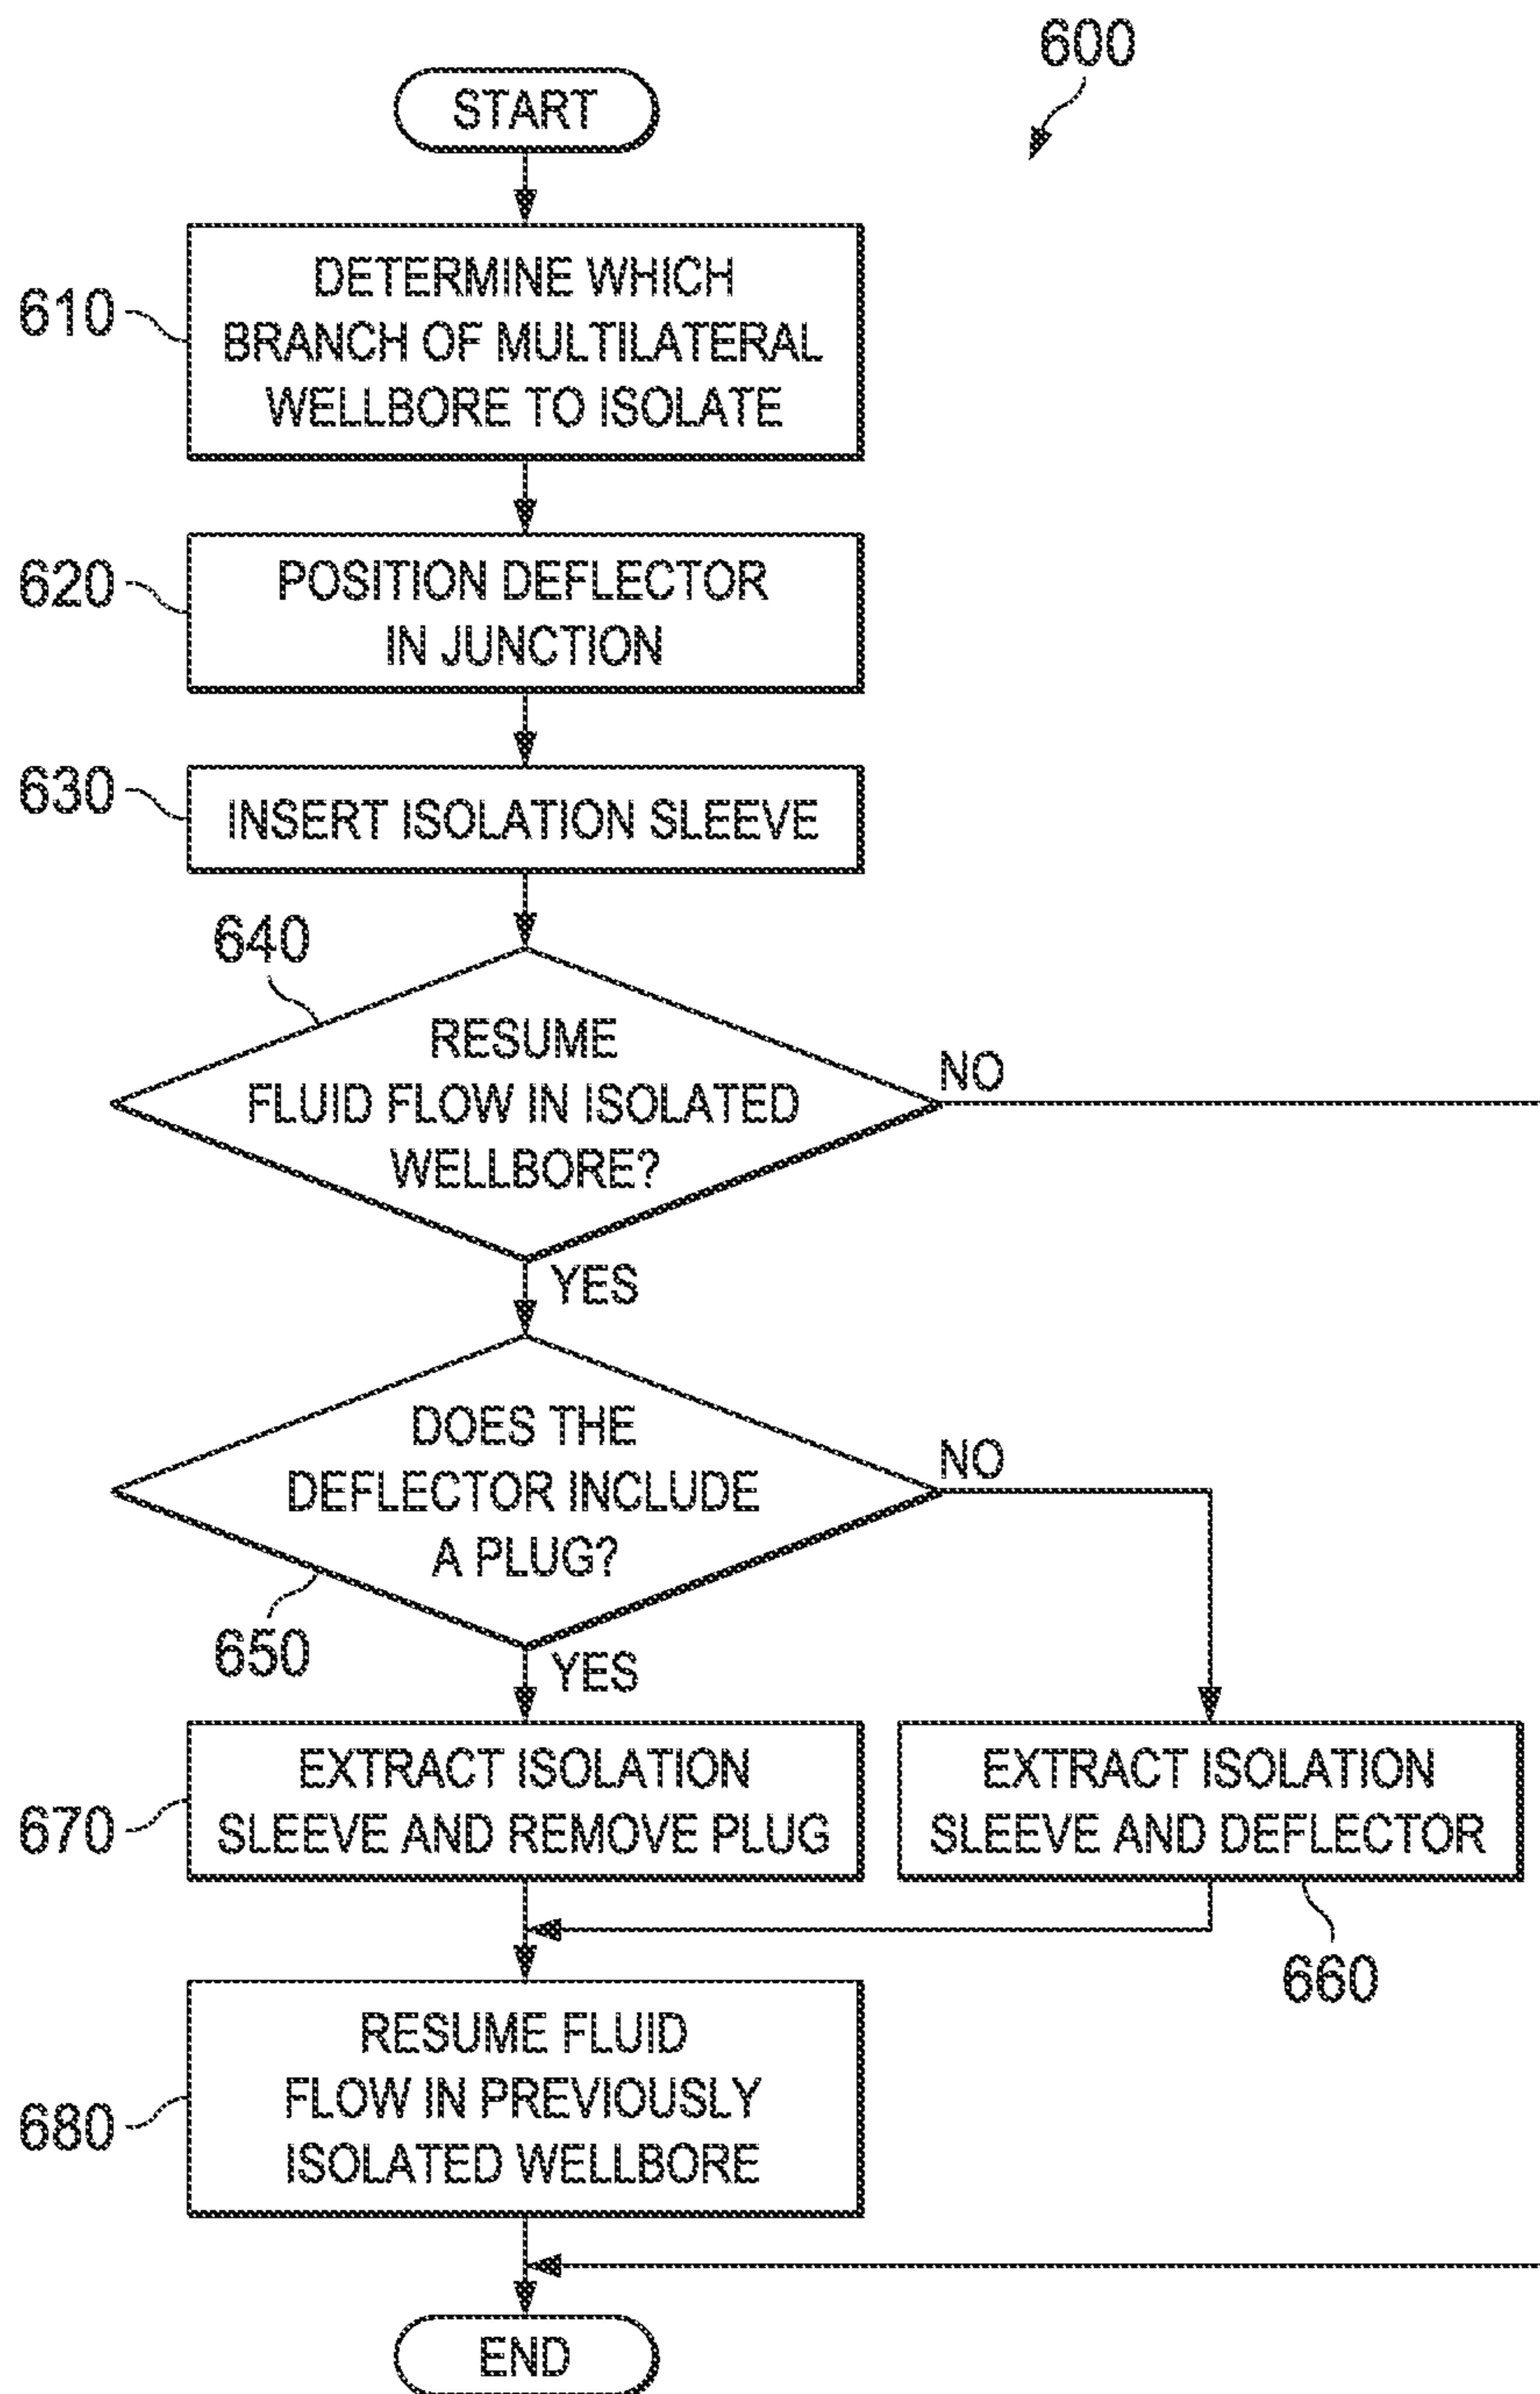 600
START
610
DETERMINE WHICH
BRANCH OF MULTILATERAL
WELLBORE TO ISOLATE
620
POSITION DEFLECTOR
IN JUNCTION
630
INSERT ISOLATION SLEEVE
640
RESUME
FLUID FLOW IN ISOLATED
WELLBORE?
NO
YES
DOES THE
DEFLECTOR INCLUDE
A PLUG?
NO
650
YES
670
EXTRACT ISOLATION
SLEEVE AND REMOVE PLUG
EXTRACT ISOLATION
SLEEVE AND DEFLECTOR
660
680
RESUME FLUID
FLOW IN PREVIOUSLY
ISOLATED WELLBORE
END